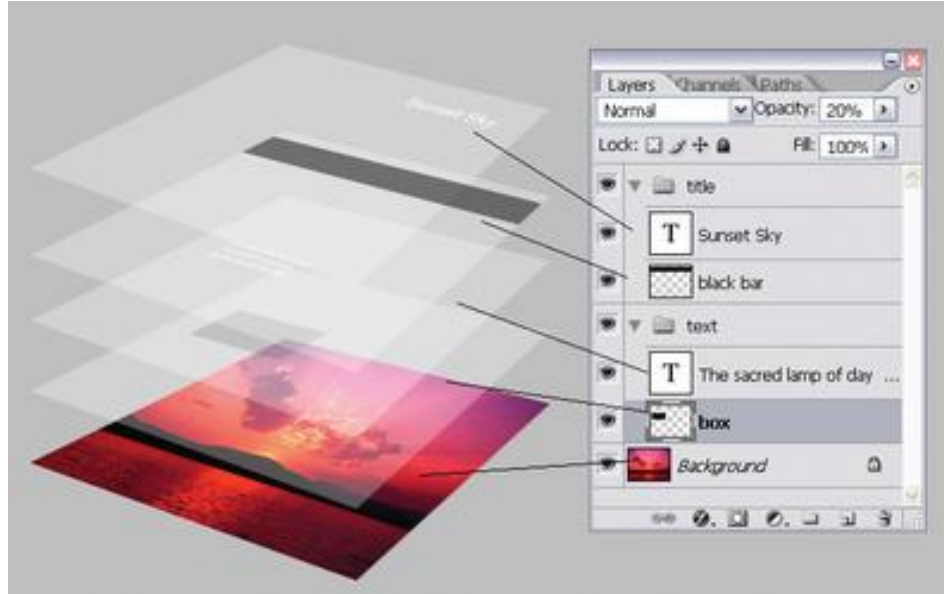 Sunset Sky
Layers Channels Paths
Normal Opacity: 20%
Lock: Fill: 100%
title
T Sunset Sky
black bar
text
T The sacred lamp of day ...
box
Background